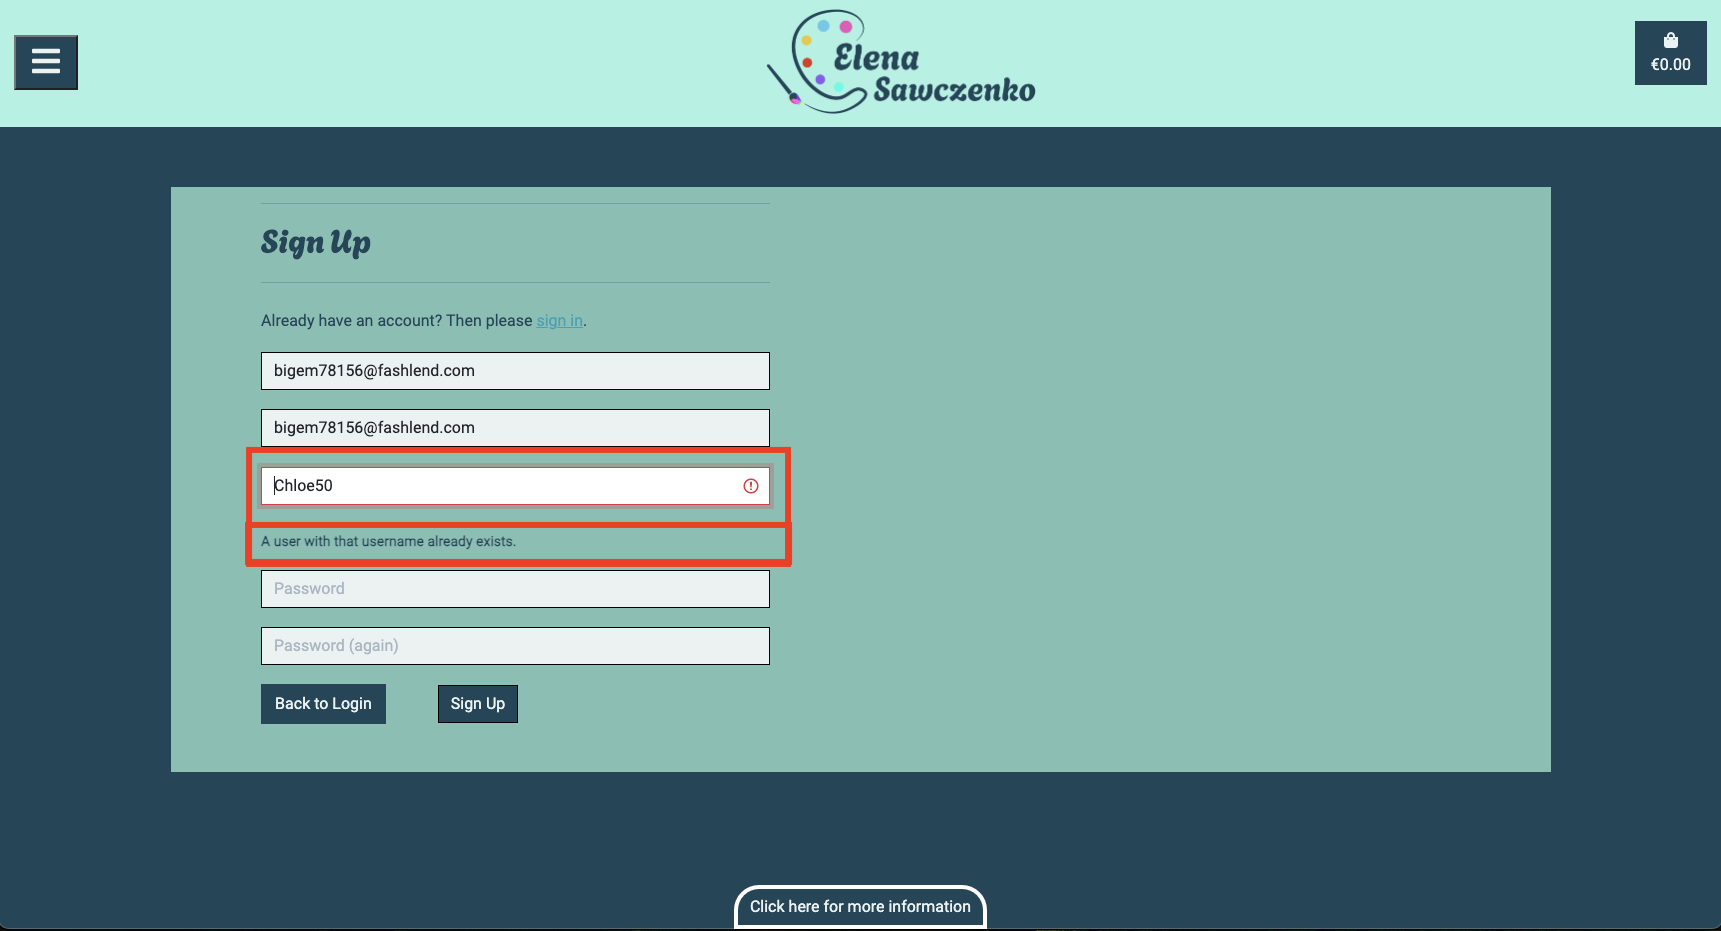 Elena
Sawczenko
€0.00
Sign Up
Already have an account? Then please sign in.
bigem78156@fashlend.com
bigem78156@fashlend.com
Chloe50
A user with that username already exists.
Password
Password (again)
Back to Login
Sign Up
Click here for more information